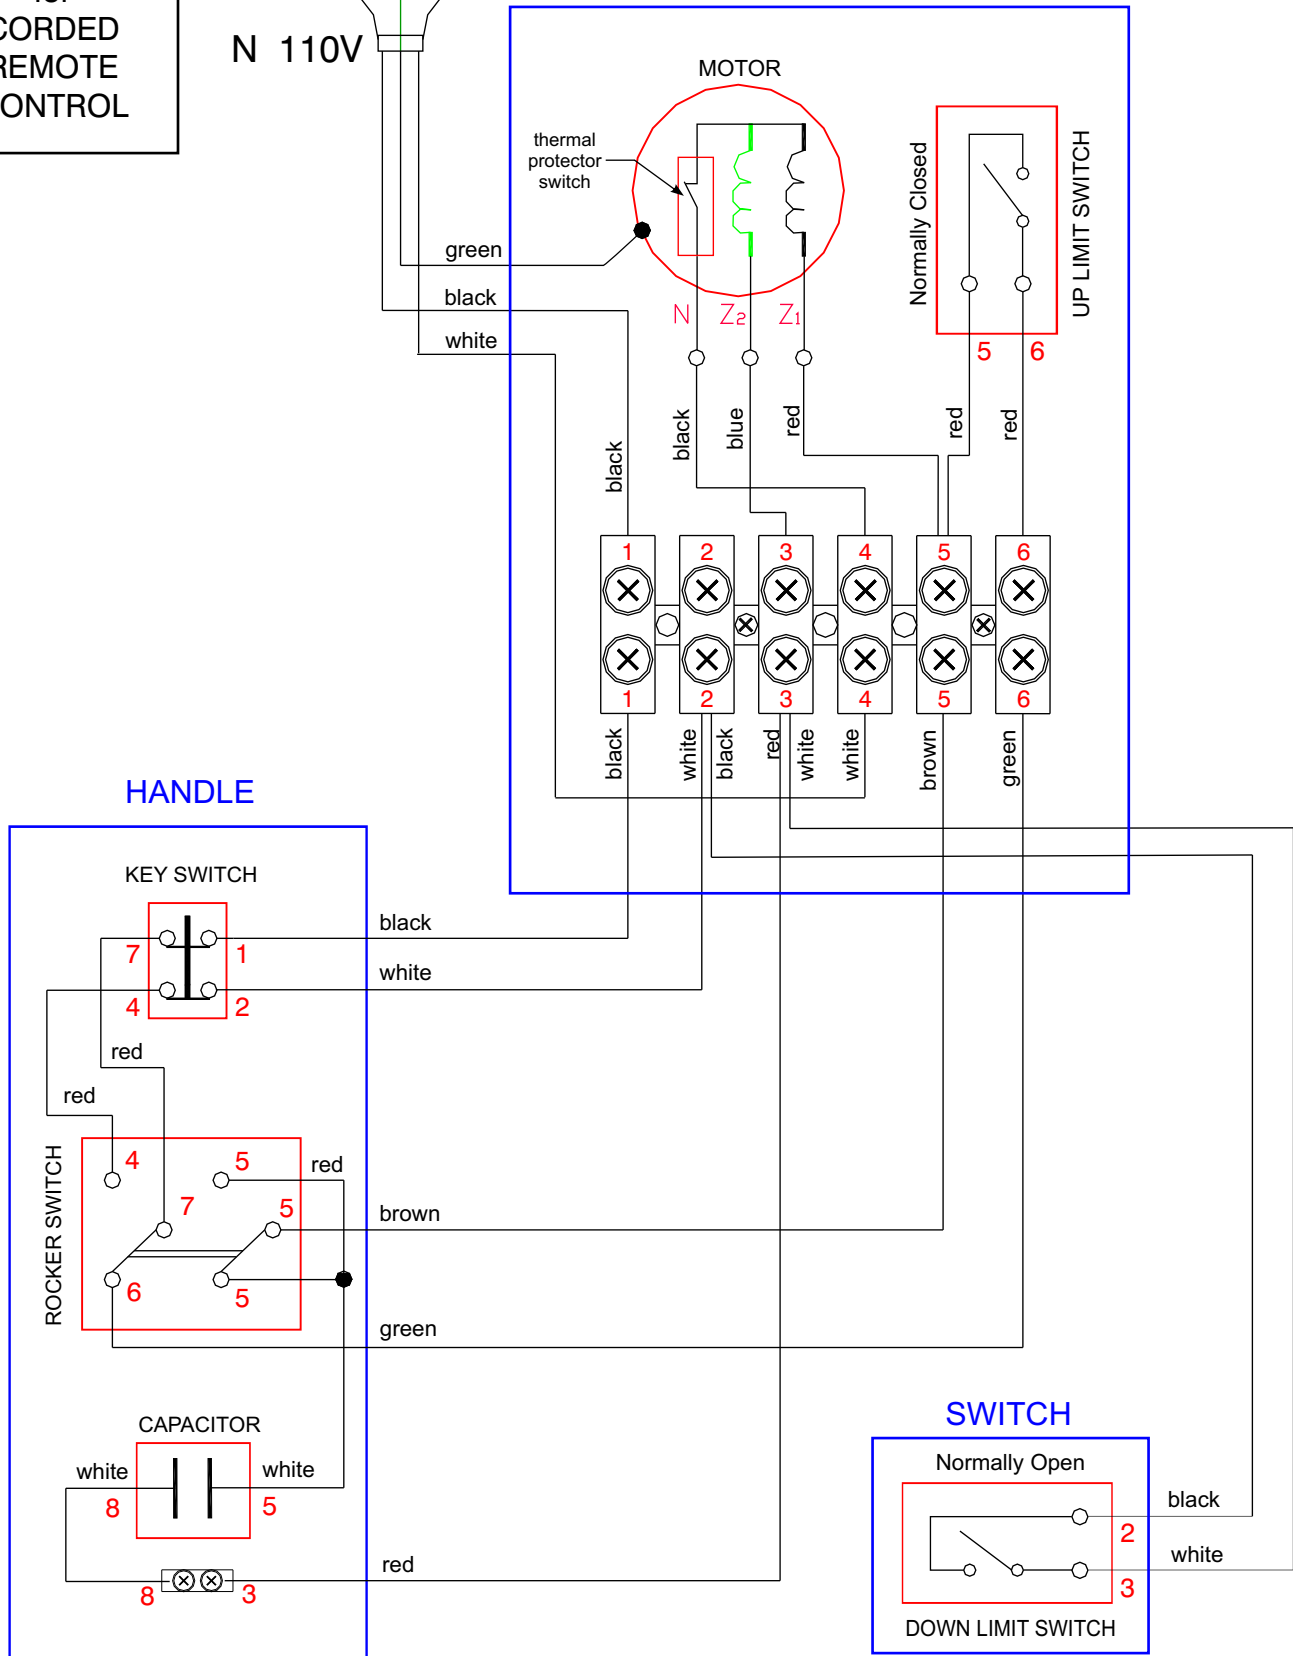 CORDED
REMOTE
CONTROL
N 110V
MOTOR
thermal
protector
switch
Normally Closed
UP LIMIT SWITCH
green
black
white
N
Z2
Z1
5
6
black
black
blue
red
red
red
1
2
3
4
5
6
1
2
3
4
5
6
black
white
black
red
white
white
brown
green
HANDLE
KEY SWITCH
7
1
black
4
2
white
red
red
ROCKER SWITCH
4
5
red
7
5
brown
6
5
green
CAPACITOR
white
white
8
5
8
3
red
SWITCH
Normally Open
black
2
white
3
DOWN LIMIT SWITCH